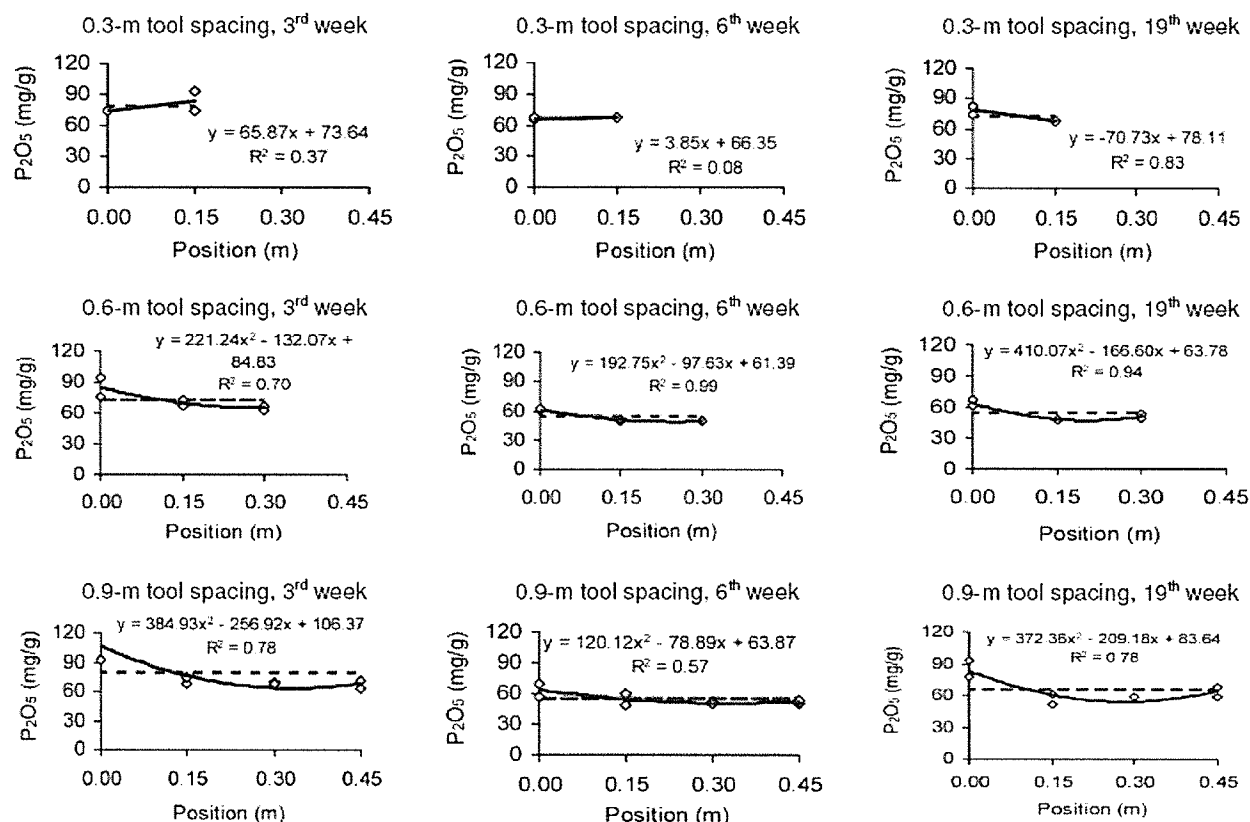 0.3-m tool spacing, 3rd week
120
90
60
30
0
P2O5 (mg/g)
y = 65.87x + 73.64
R2 = 0.37
0.00 0.15 0.30 0.45
Position (m)
0.3-m tool spacing, 6th week
120
90
60
30
0
P2O5 (mg/g)
y = 3.85x + 66.35
R2 = 0.08
0.00 0.15 0.30 0.45
Position (m)
0.3-m tool spacing, 19th week
120
90
60
30
0
P2O5 (mg/g)
y = -70.73x + 78.11
R2 = 0.83
0.00 0.15 0.30 0.45
Position (m)
0.6-m tool spacing, 3rd week
y = 221.24x2 - 132.07x +
84.83
R2 = 0.70
120
90
60
30
0
P2O5 (mg/g)
0.00 0.15 0.30 0.45
Position (m)
0.6-m tool spacing, 6th week
120
90
60
30
0
P2O5 (mg/g)
y = 192.75x2 - 97.63x + 61.39
R2 = 0.99
0.00 0.15 0.30 0.45
Position (m)
0.6-m tool spacing, 19th week
120
90
60
30
0
P2O5 (mg/g)
y = 410.07x2 - 166.60x + 63.78
R2 = 0.94
0.00 0.15 0.30 0.45
Position (m)
0.9-m tool spacing, 3rd week
y = 384.93x2 - 256.92x + 106.37
R2 = 0.78
120
90
60
30
0
P2O5 (mg/g)
0.00 0.15 0.30 0.45
Position (m)
0.9-m tool spacing, 6th week
120
90
60
30
0
P2O5 (mg/g)
y = 120.12x2 - 78.89x + 63.87
R2 = 0.57
0.00 0.15 0.30 0.45
Position (m)
0.9-m tool spacing, 19th week
120
90
60
30
0
P2O5 (mg/g)
y = 372.36x2 - 209.18x + 83.64
R2 = 0.78
0.00 0.15 0.30 0.45
Position (m)